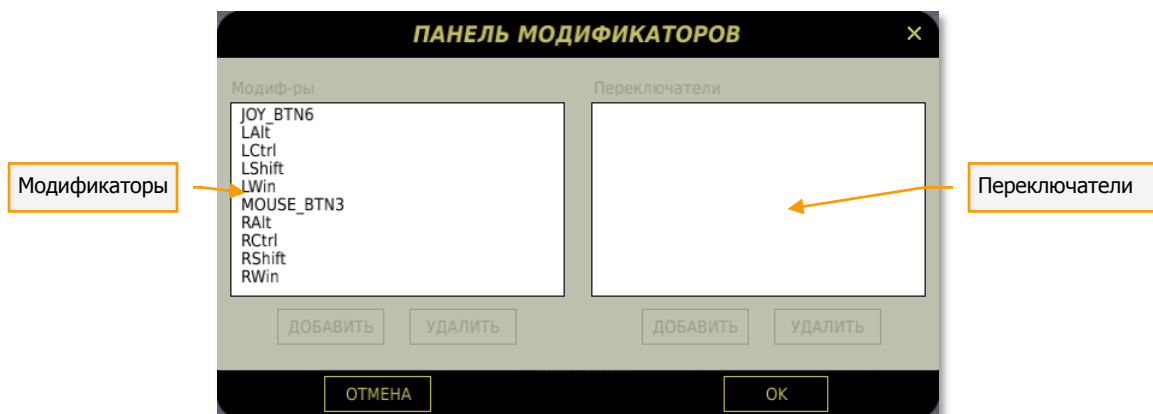 ПАНЕЛЬ МОДИФИКАТОРОВ ×
Модиф-ры
JOY_BTN6
LAlt
LCtrl
LShift
LWin
MOUSE_BTN3
RAlt
RCtrl
RShift
RWin
ДОБАВИТЬ УДАЛИТЬ
Переключатели
ДОБАВИТЬ УДАЛИТЬ
ОТМЕНА OK
Модификаторы
Переключатели